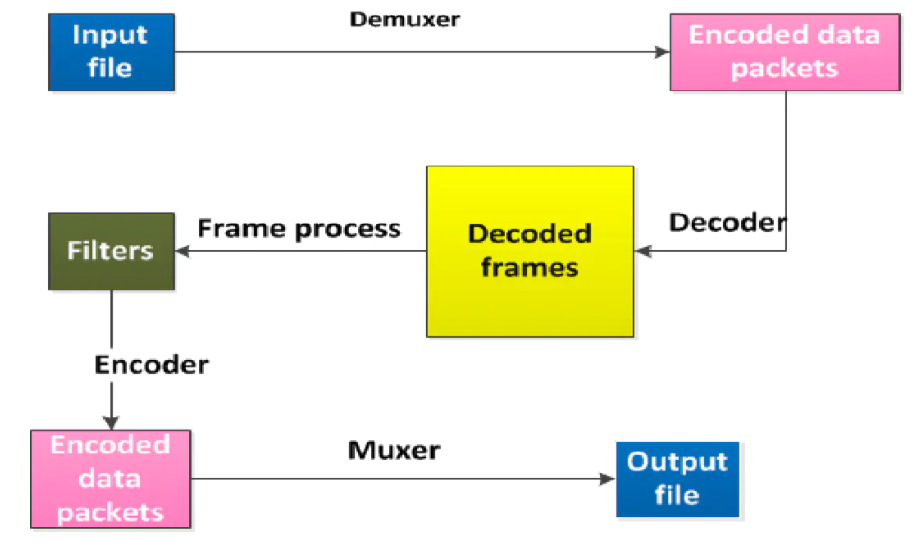 Demuxer
Input
file
Encoded data
packets
Decoder
Decoded
frames
Frame process
Filters
Encoder
Encoded
data
packets
Muxer
Output
file